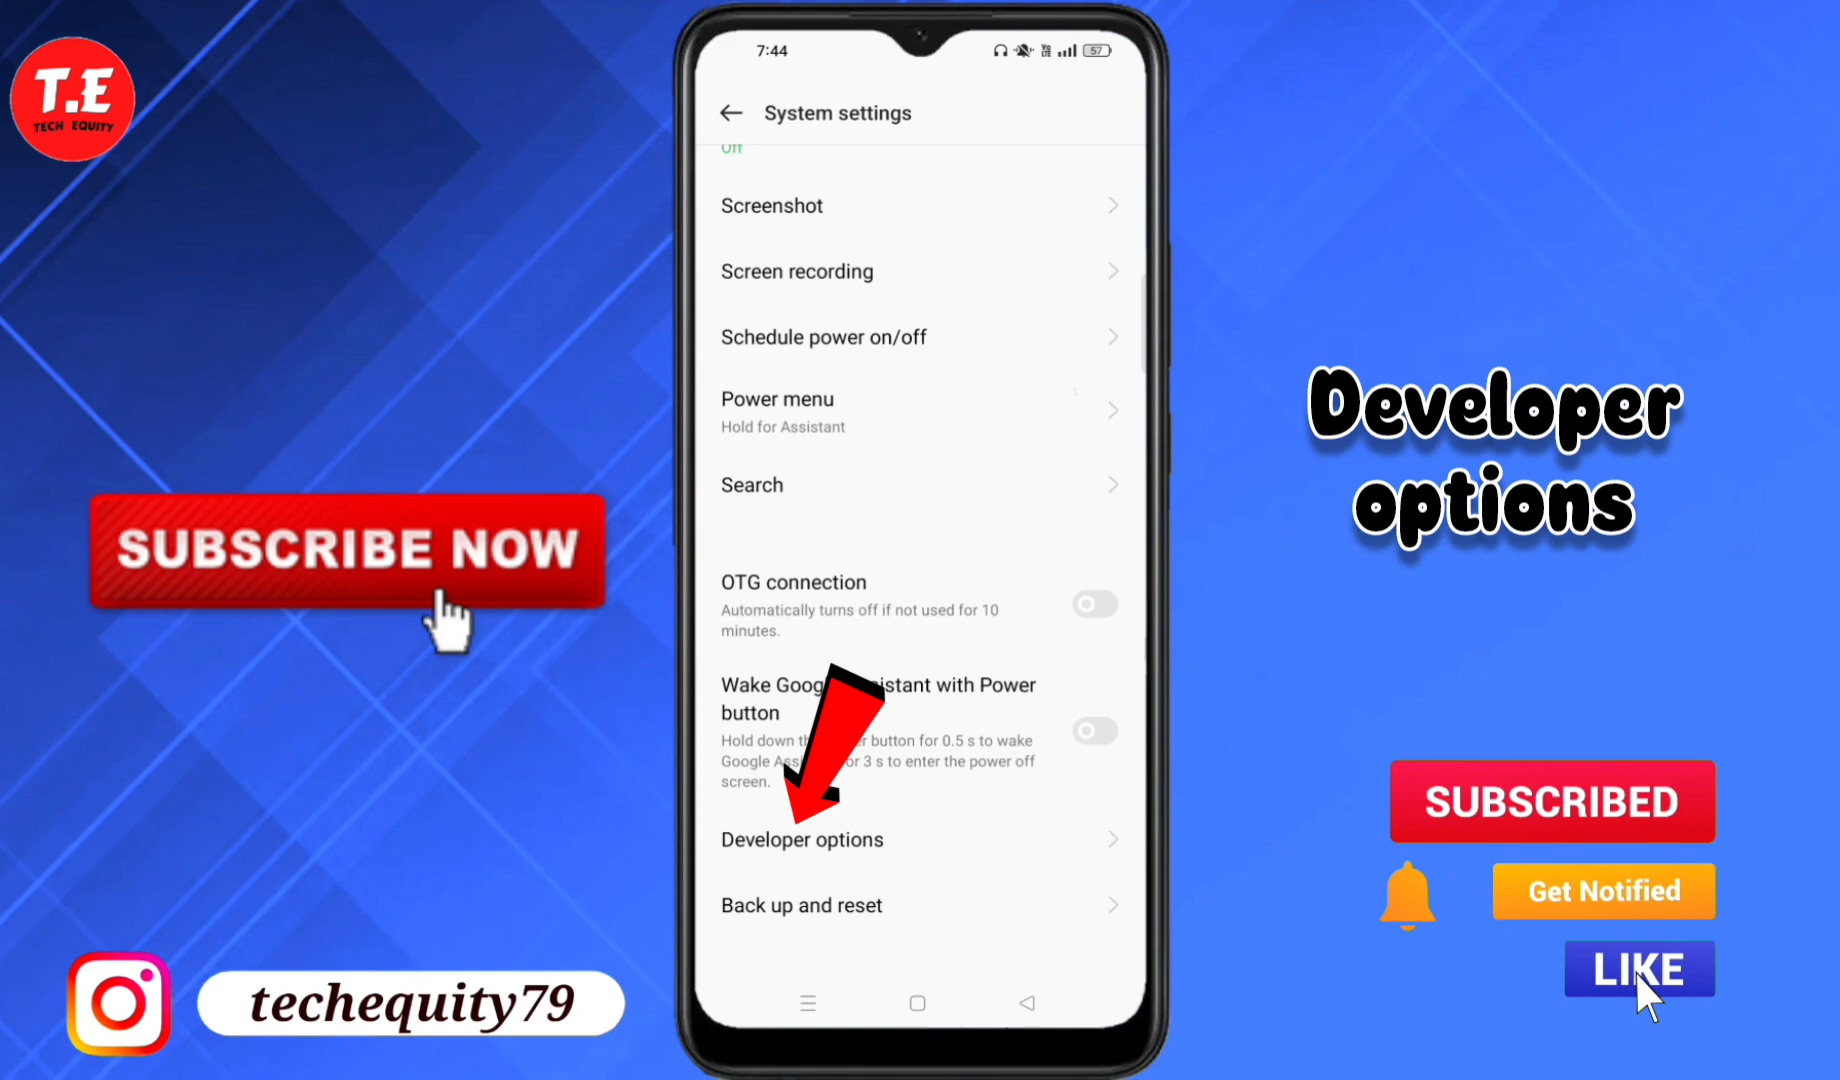 T.E
TECH EQUITY
SUBSCRIBE NOW
techequity79
7:44
57
System settings
Off
Screenshot
Screen recording
Schedule power on/off
Power menu
Hold for Assistant
Search
OTG connection
Automatically turns off if not used for 10
minutes.
Wake Goog istant with Power
button
Hold down th r button for 0.5 s to wake
Google Assi or 3 s to enter the power off
screen.
Developer options
Back up and reset
Developer
options
SUBSCRIBED
Get Notified
LIKE